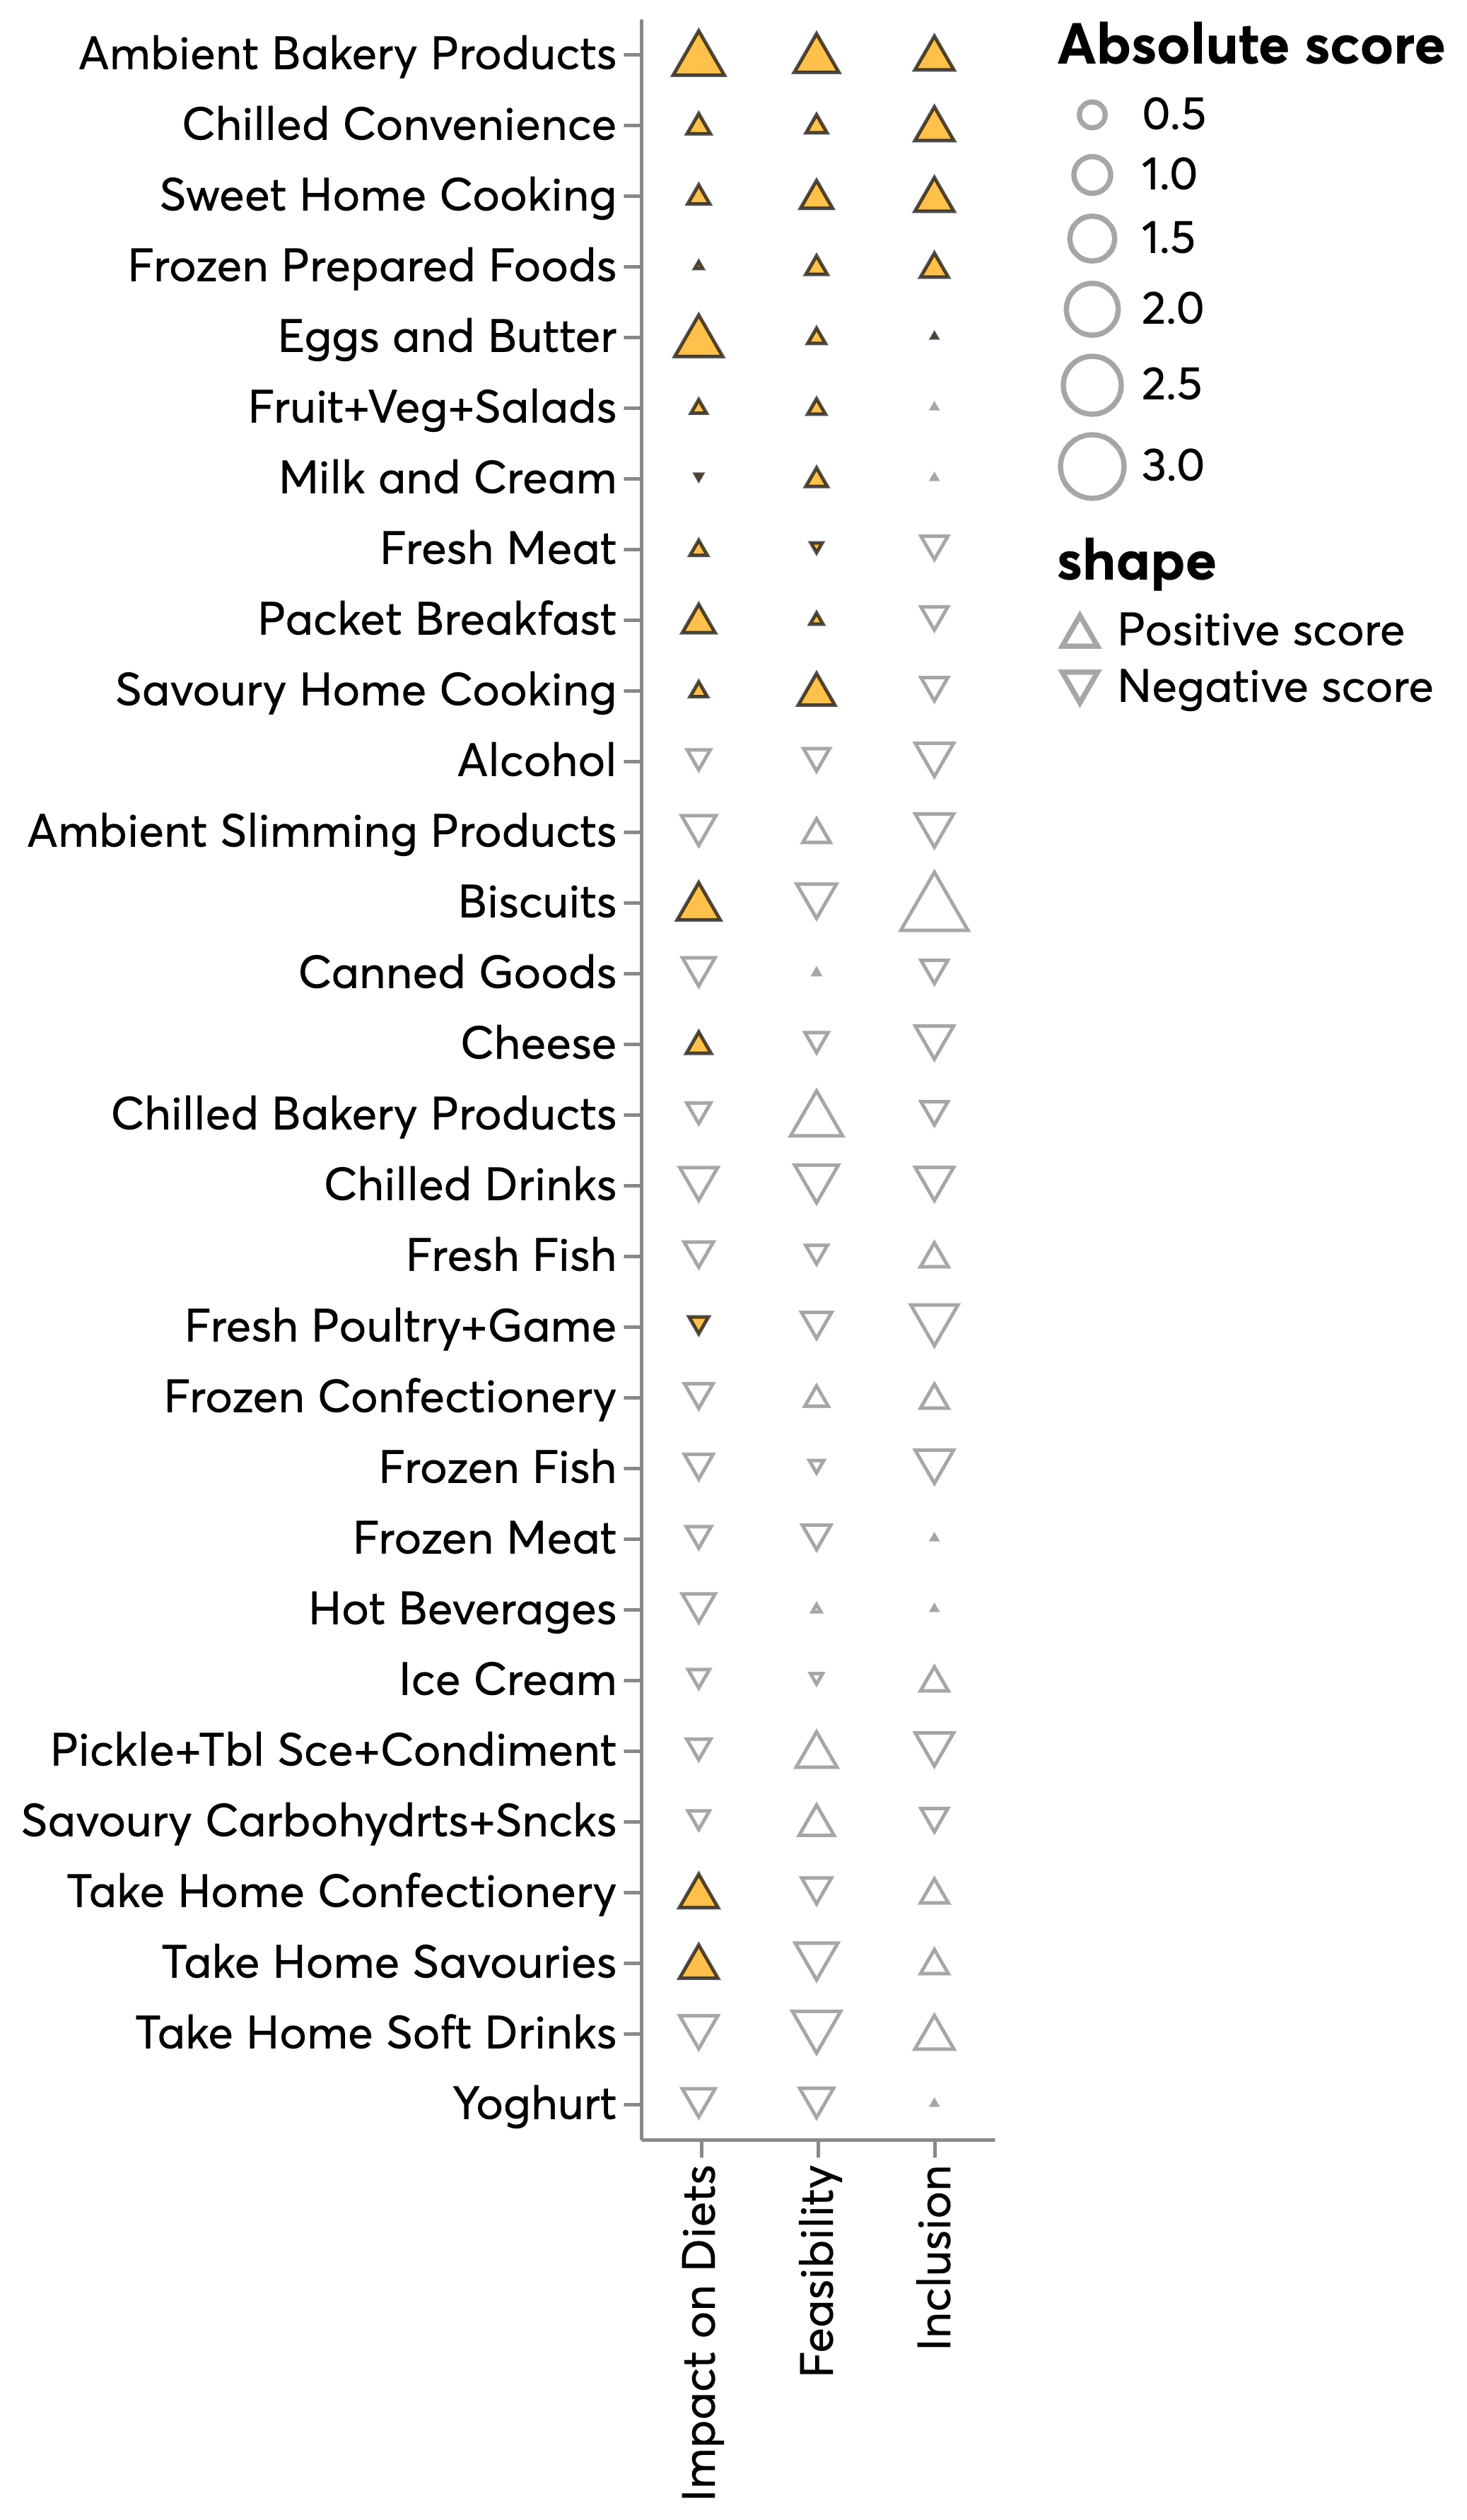 Ambient Bakery Products
Chilled Convenience
Sweet Home Cooking
Frozen Prepared Foods
Eggs and Butter
Fruit+Veg+Salads
Milk and Cream
Fresh Meat
Packet Breakfast
Savoury Home Cooking
Alcohol
Ambient Slimming Products
Biscuits
Canned Goods
Cheese
Chilled Bakery Products
Chilled Drinks
Fresh Fish
Fresh Poultry+Game
Frozen Confectionery
Frozen Fish
Frozen Meat
Hot Beverages
Ice Cream
Pickle+Tbl Sce+Condiment
Savoury Carbohydrts+Sncks
Take Home Confectionery
Take Home Savouries
Take Home Soft Drinks
Yoghurt
Impact on Diets
Feasibility
Inclusion
Absolute score
0.5
1.0
1.5
2.0
2.5
3.0
shape
Positive score
Negative score